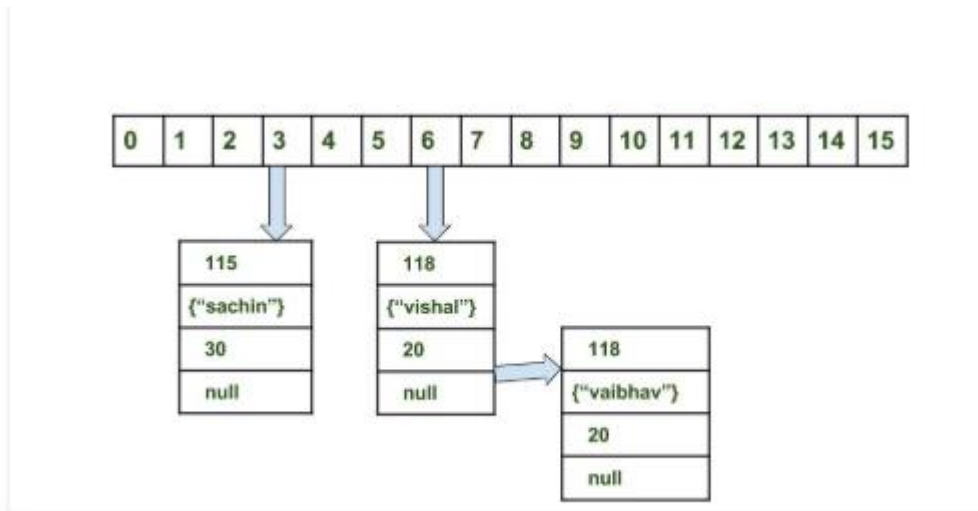 0 1 2 3 4 5 6 7 8 9 10 11 12 13 14 15
115
{“sachin”}
30
null
118
{“vishal”}
20
null
118
{“vaibhav”}
20
null